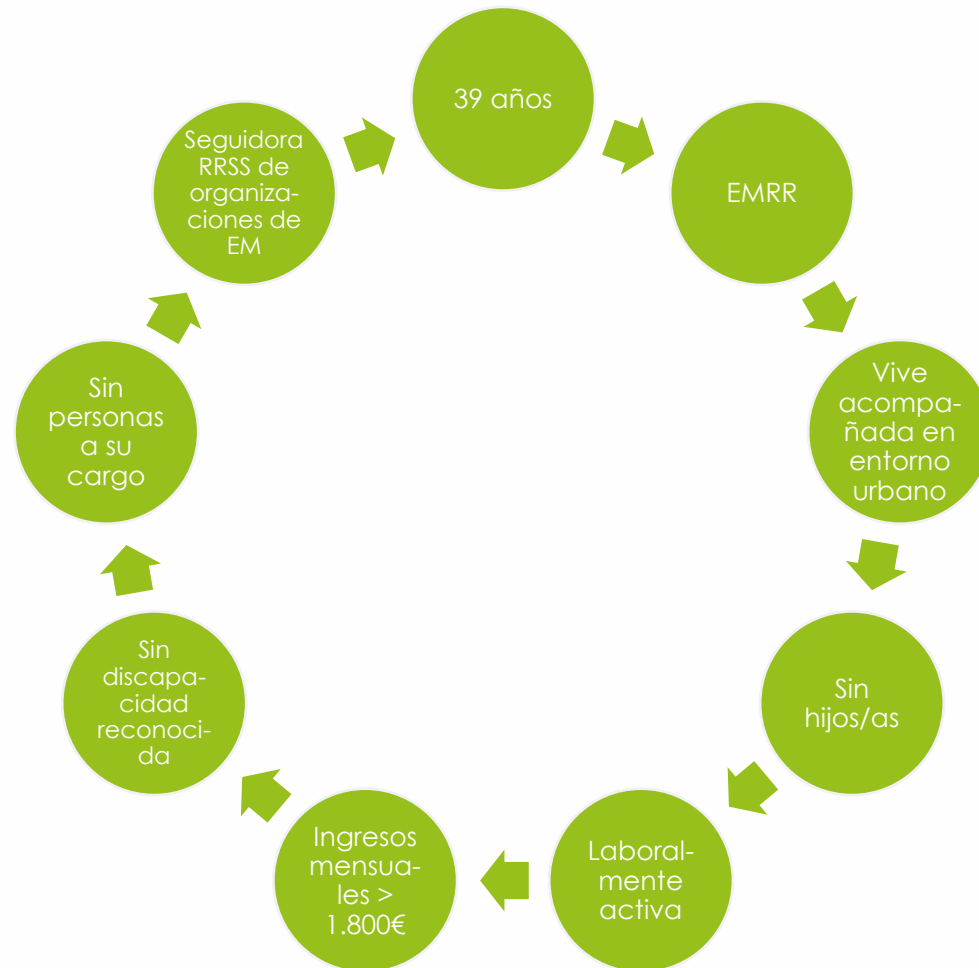 39 años
EMRR
Vive
acompa-
ñada en
entorno
urbano
Sin
hijos/as
Laboral-
mente
activa
Ingresos
mensua-
les >
1.800€
Sin
discapa-
cidad
reconoci-
da
Sin
personas
a su
cargo
Seguidora
RRSS de
organiza-
ciones de
EM